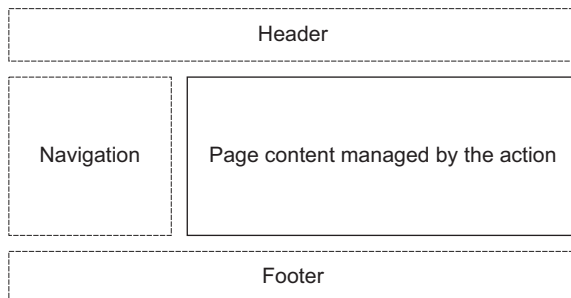 Header
Navigation
Page content managed by the action
Footer